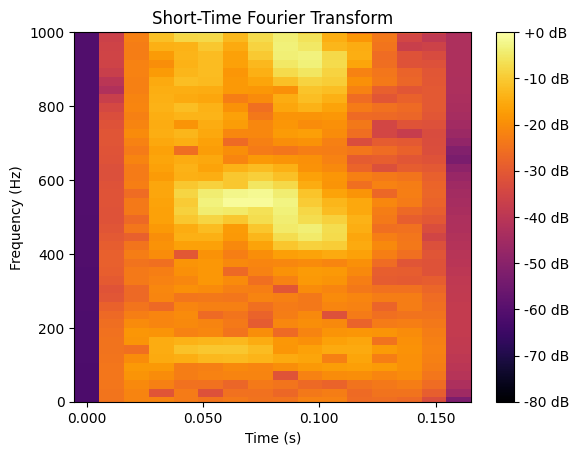 Short-Time Fourier Transform
1000
800
600
400
200
0
Frequency (Hz)
0.000
0.050
0.100
0.150
Time (s)
+0 dB
-10 dB
-20 dB
-30 dB
-40 dB
-50 dB
-60 dB
-70 dB
-80 dB